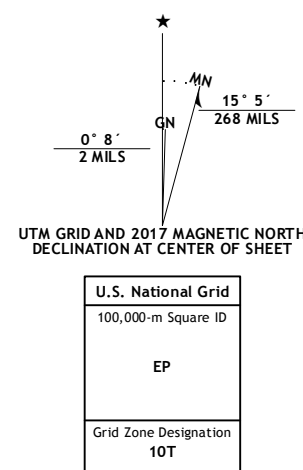 ★
MN
GN
15° 5´
268 MILS
0° 8´
2 MILS
UTM GRID AND 2017 MAGNETIC NORTH
DECLINATION AT CENTER OF SHEET
U.S. National Grid
100,000-m Square ID
EP
Grid Zone Designation
10T